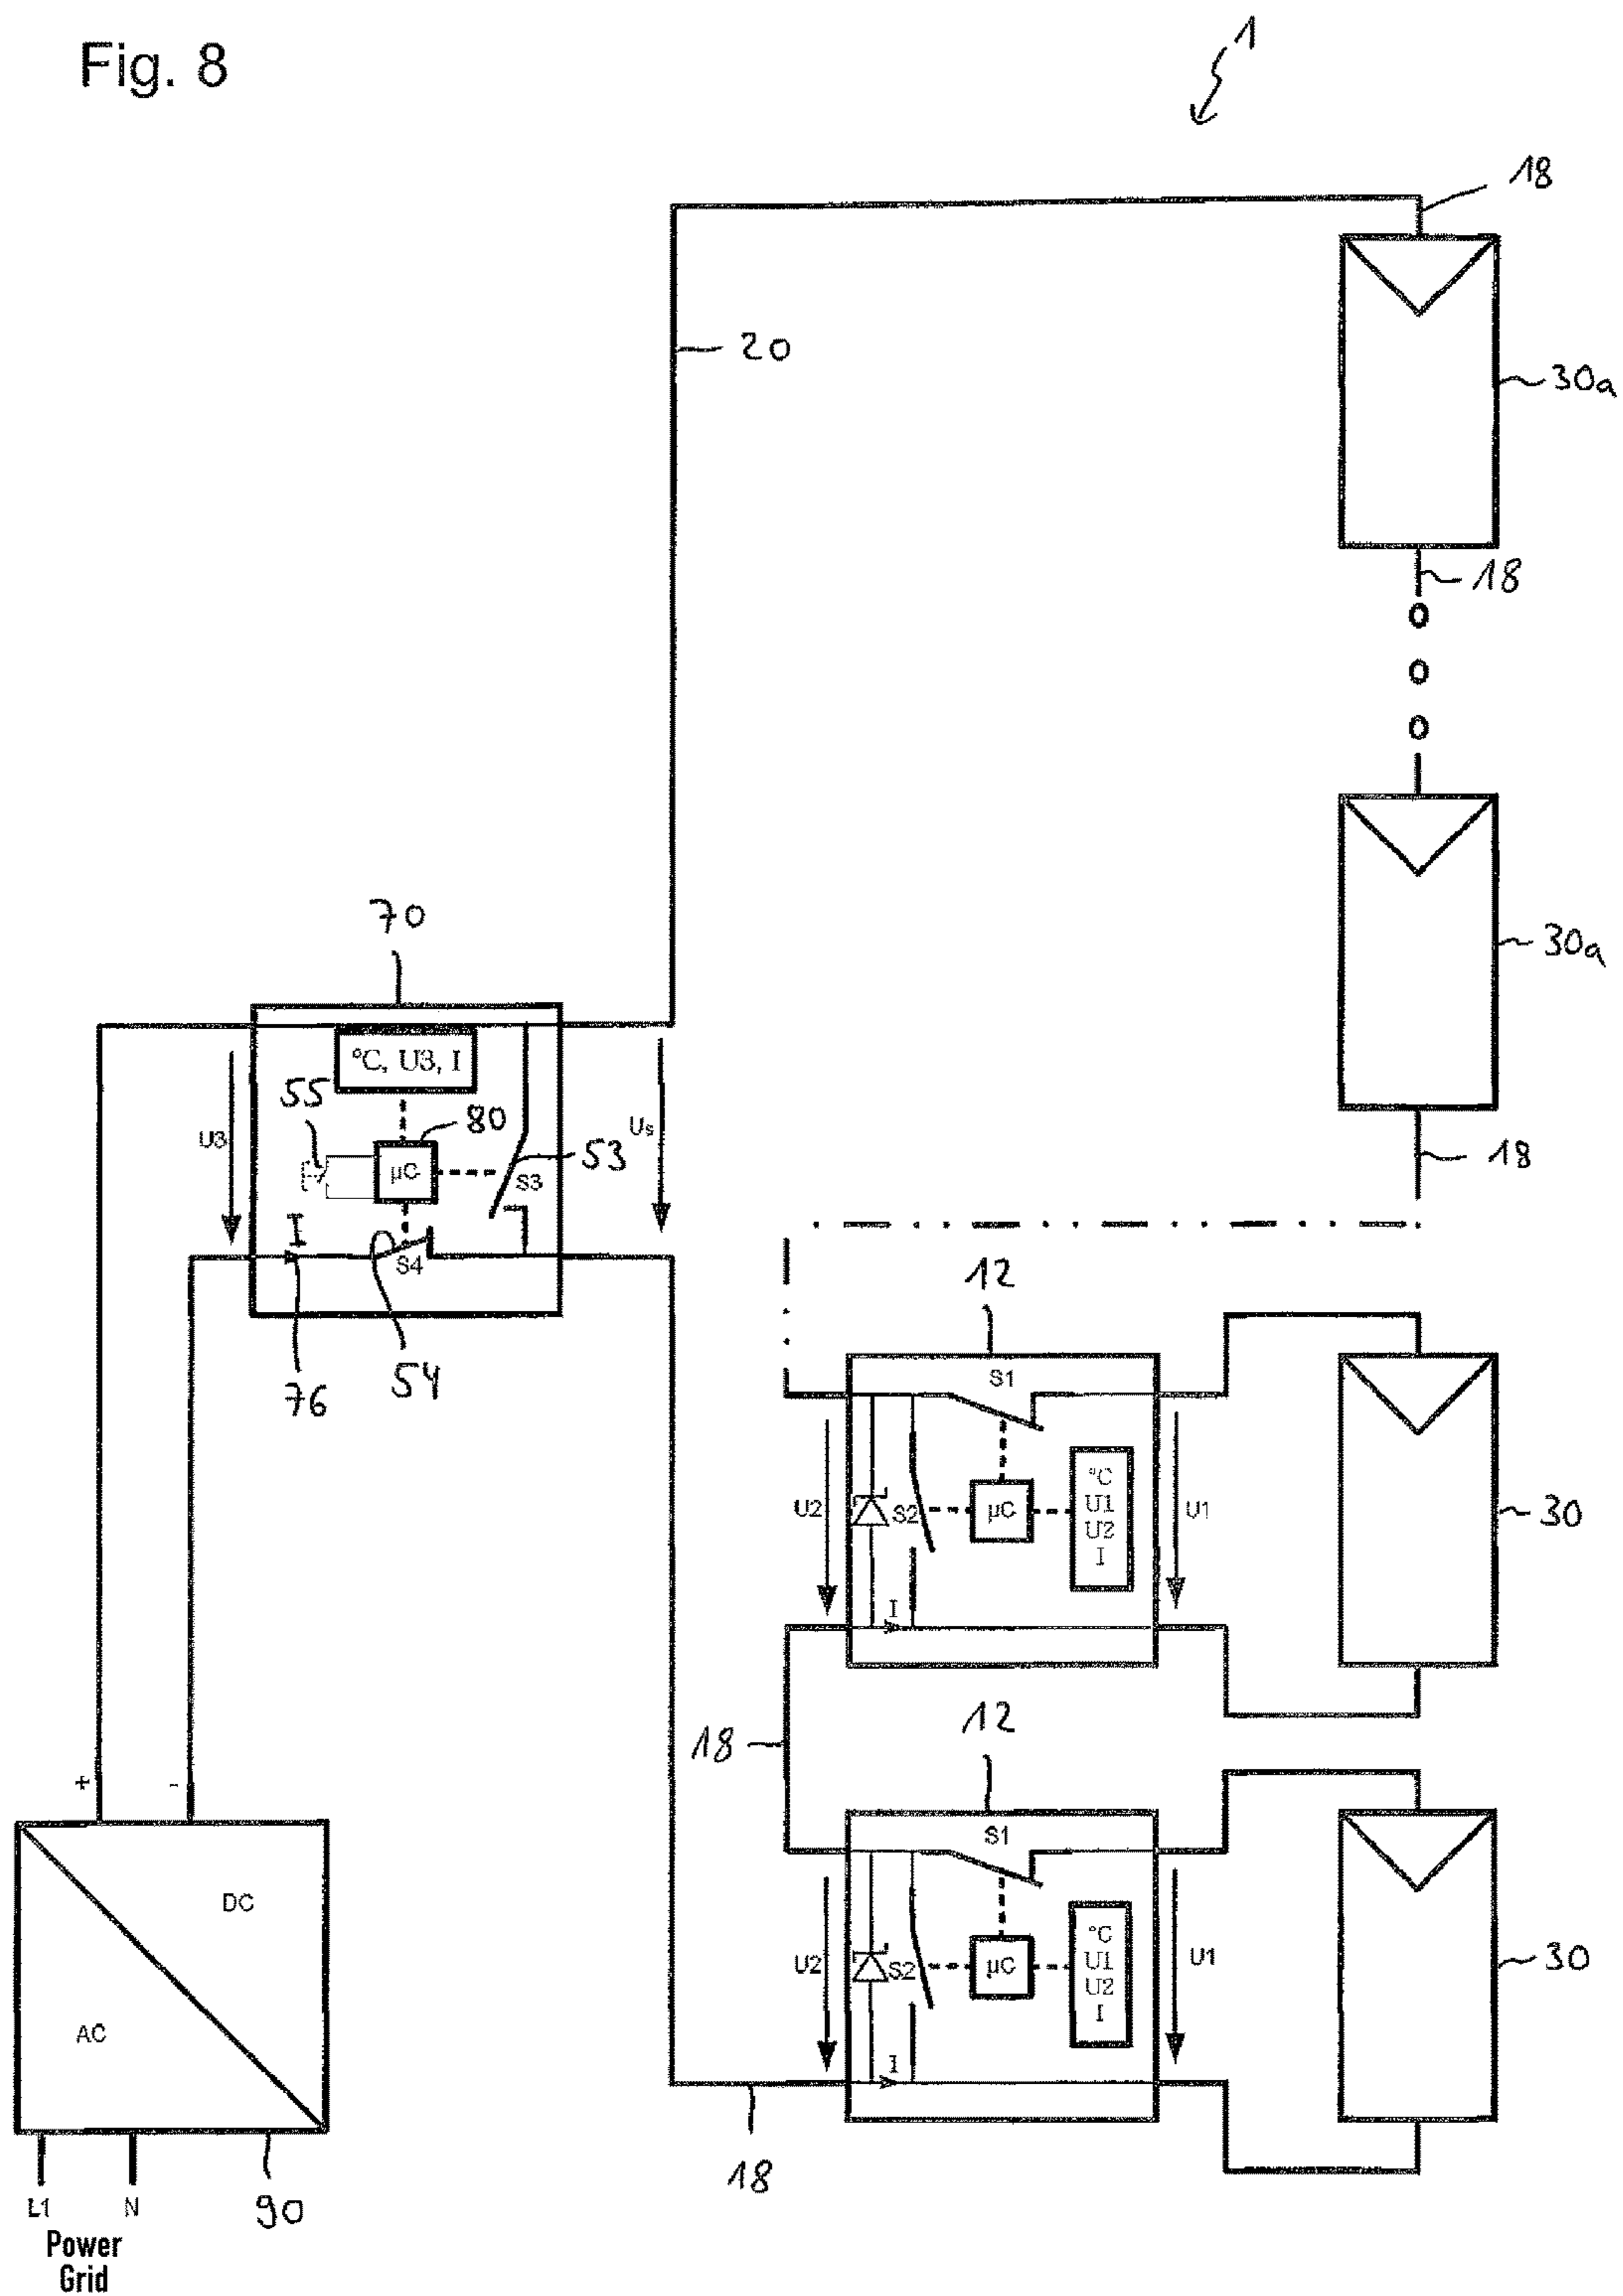 Fig. 8
1
18
20
30a
18
30a
18
70
°C, U3, I
55
80
U3
µC
53
S3
Us
I
S4
76
54
12
S1
U2
S2
µC
°C
U1
U2
I
U1
I
30
18
12
S1
U2
S2
µC
°C
U1
U2
I
U1
I
30
18
+
-
DC
AC
L1
N
90
Power
Grid